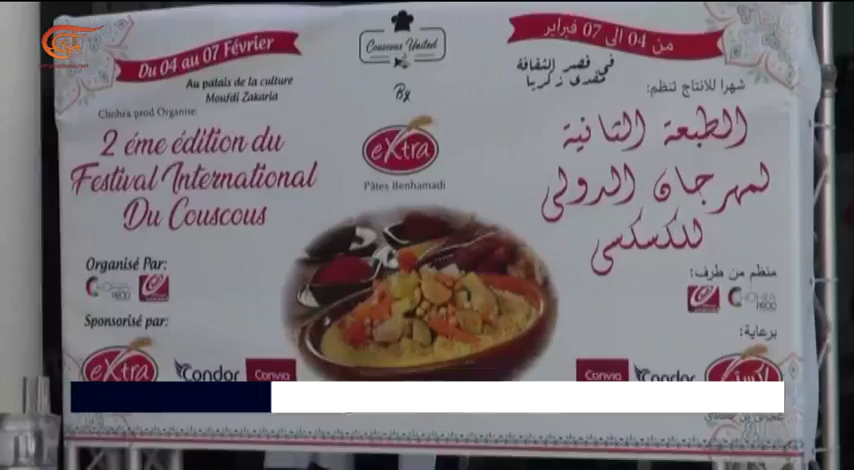 Du 04 au 07 Février
Au palais de la culture
Moufdi Zakaria
Chohra prod Organise:
2 éme édition du
Festival International
Du Couscous
Organisé Par:
Sponsorisé par:
extra
Condor
Convia
Couscous United
By
extra
Pâtes Benhamadi
من 04 الى 07 فبراير
في قصر الثقافة
مفدى زكريا
شهرا للانتاج تنظم:
الطبعة الثانية
لمهرجان الدولى
للكسكسى
منظم من طرف:
برعاية:
Convia
Condor